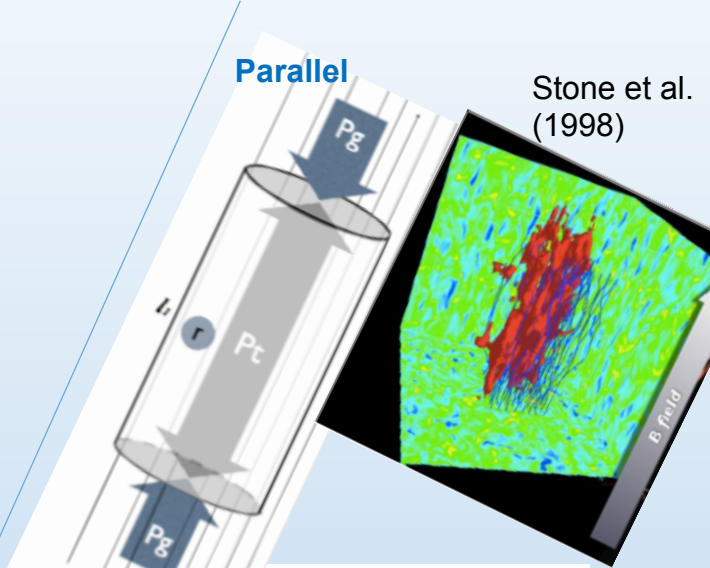 Parallel
Stone et al.
(1998)
Pg
r
Pt
Pg
B field